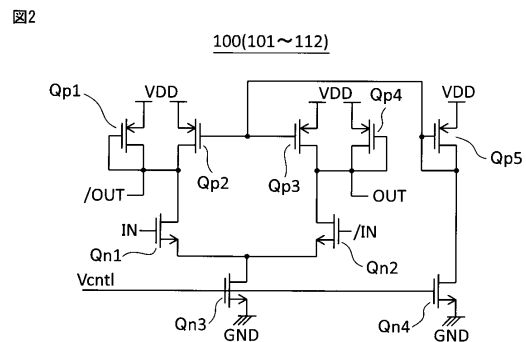 図2
100(101～112)
Qp1 VDD VDD Qp4 VDD
Qp2 Qp3 Qp5
/OUT OUT
IN /IN
Qn1 Qn2
Vcntl
Qn3 Qn4
GND GND